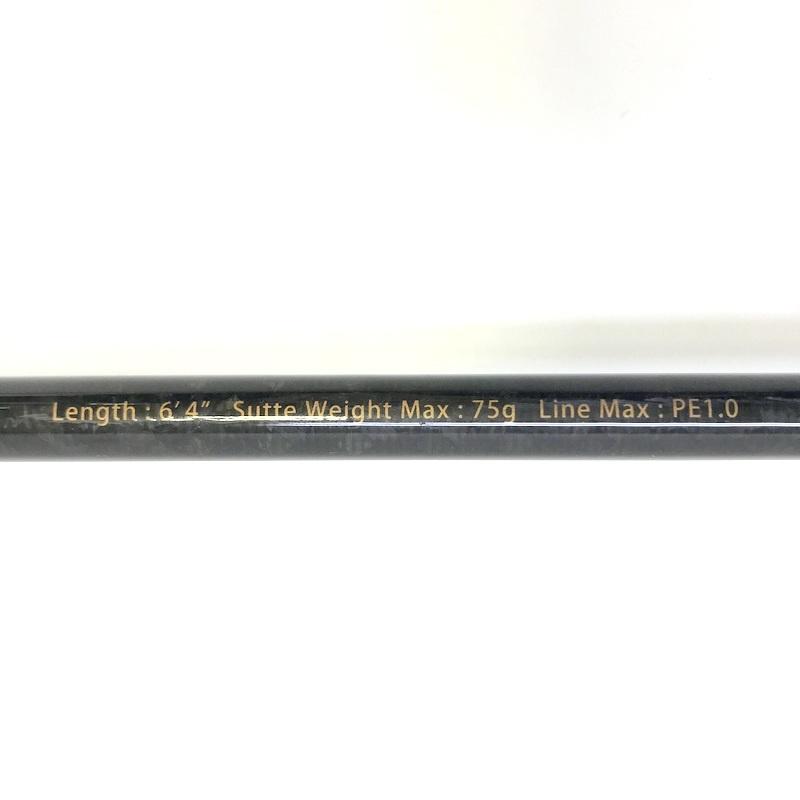 Length : 6’4” Sutte Weight Max : 75g Line Max : PE1.0